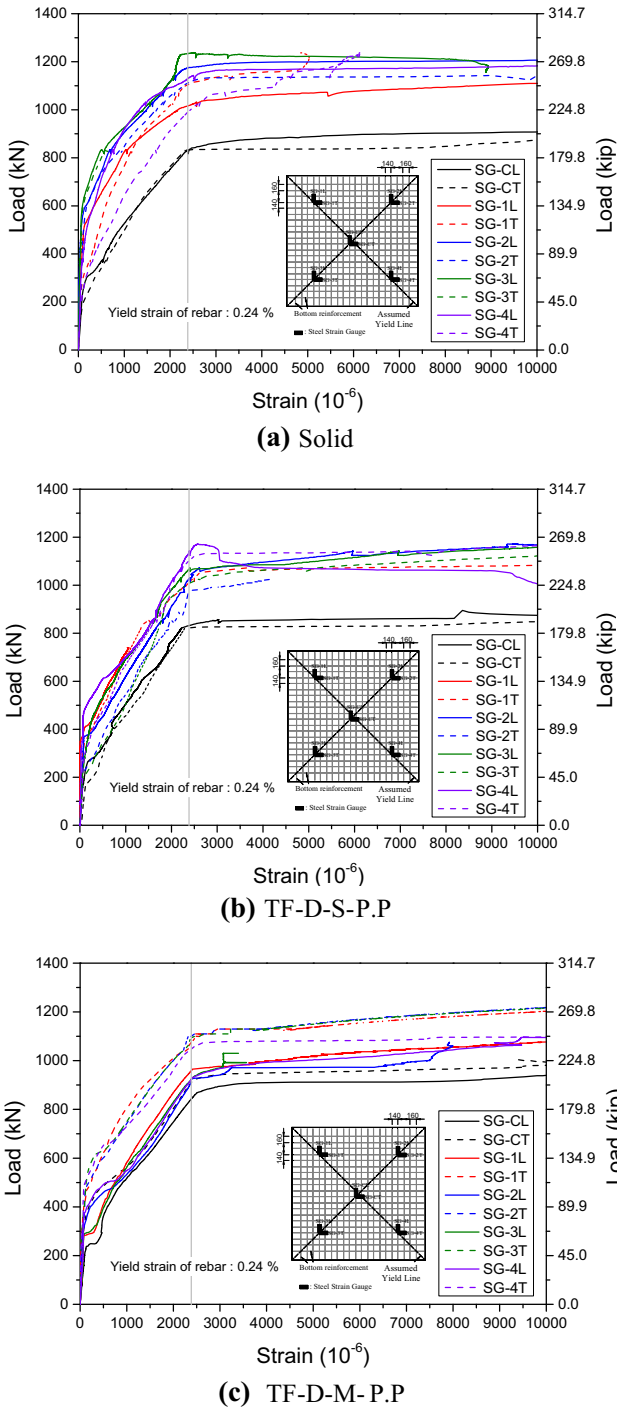 1400
1200
1000
800
600
400
200
0
Load (kN)
314.7
269.8
224.8
179.8
134.9
89.9
45.0
0.0
Load (kip)
140 160
140 160
SG-CL
SG-CT
SG-1L
SG-1T
SG-2L
SG-2T
SG-3L
SG-3T
SG-4L
SG-4T
Yield strain of rebar : 0.24 %
Bottom reinforcement
Assumed
Yield Line
: Steel Strain Gauge
0 1000 2000 3000 4000 5000 6000 7000 8000 9000 10000
Strain (10-6)
(a) Solid
1400
1200
1000
800
600
400
200
0
Load (kN)
314.7
269.8
224.8
179.8
134.9
89.9
45.0
0.0
Load (kip)
140 160
140 160
SG-CL
SG-CT
SG-1L
SG-1T
SG-2L
SG-2T
SG-3L
SG-3T
SG-4L
SG-4T
Yield strain of rebar : 0.24 %
Bottom reinforcement
Assumed
Yield Line
: Steel Strain Gauge
0 1000 2000 3000 4000 5000 6000 7000 8000 9000 10000
Strain (10-6)
(b) TF-D-S-P.P
1400
1200
1000
800
600
400
200
0
Load (kN)
314.7
269.8
224.8
179.8
134.9
89.9
45.0
0.0
Load (kip)
140 160
140 160
SG-CL
SG-CT
SG-1L
SG-1T
SG-2L
SG-2T
SG-3L
SG-3T
SG-4L
SG-4T
Yield strain of rebar : 0.24 %
Bottom reinforcement
Assumed
Yield Line
: Steel Strain Gauge
0 1000 2000 3000 4000 5000 6000 7000 8000 9000 10000
Strain (10-6)
(c) TF-D-M- P.P